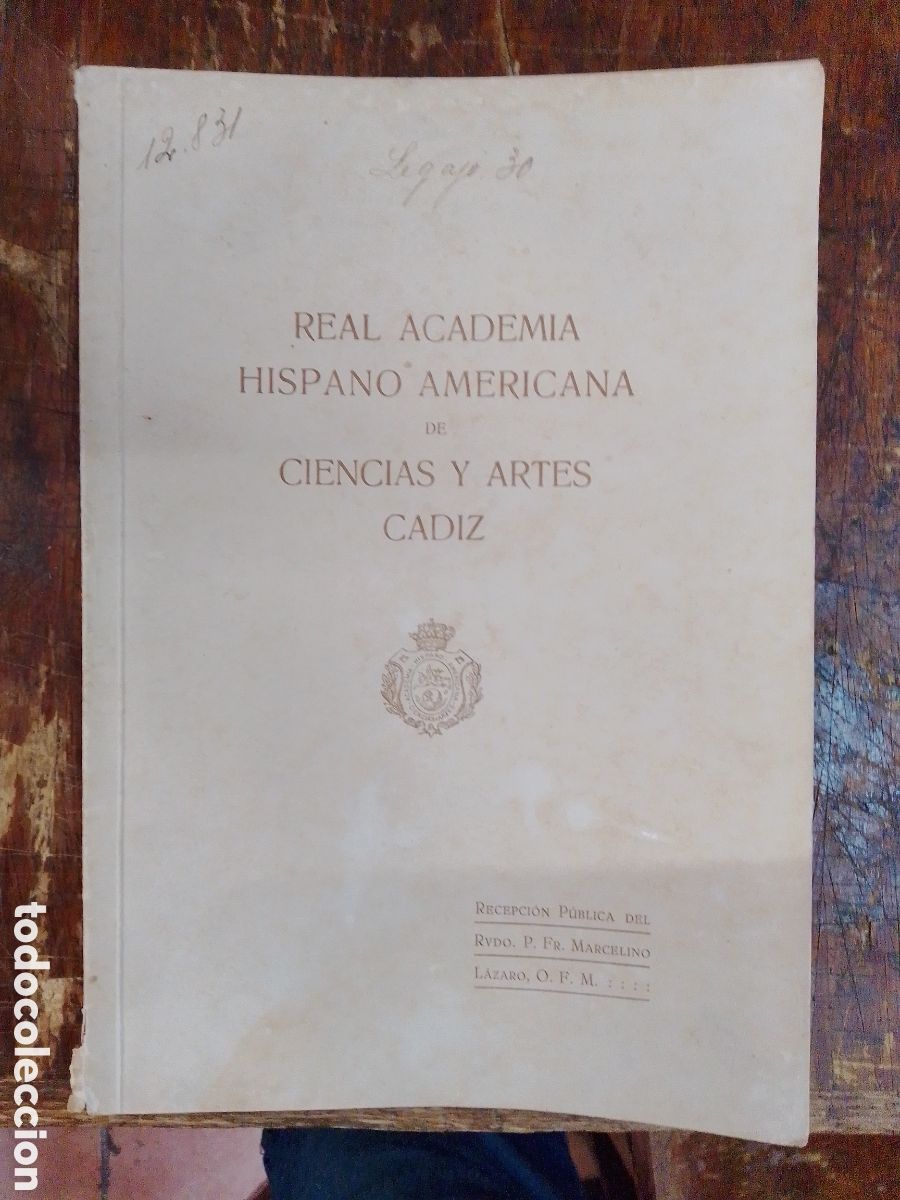 12.831
Legajo 30
REAL ACADEMIA
HISPANO AMERICANA
DE
CIENCIAS Y ARTES
CADIZ
RECEPCIÓN PÚBLICA DEL
RVDO. P. FR. MARCELINO
LÁZARO, O. F. M. : : : :
todocoleccion